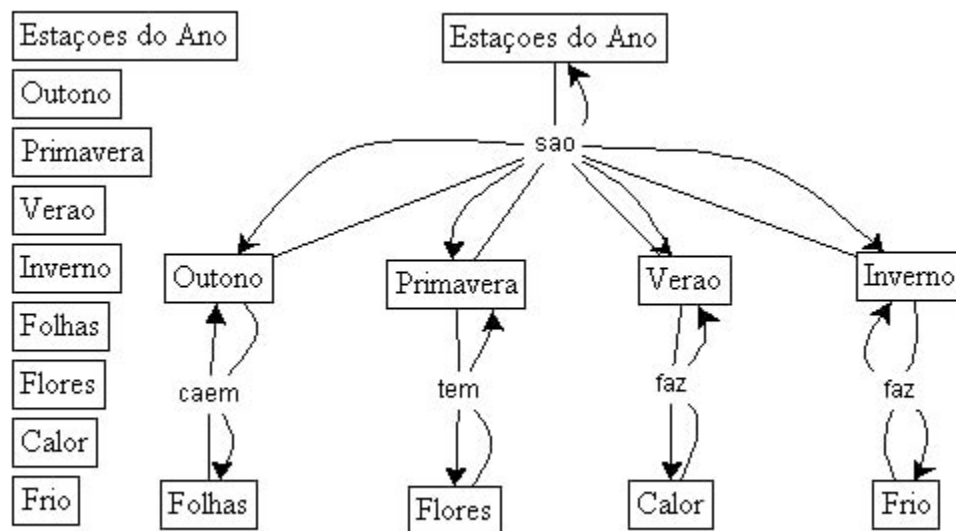 Estaçoes do Ano
Outono
Primavera
Verao
Inverno
Folhas
Flores
Calor
Frio
Estaçoes do Ano
sao
Outono
Primavera
Verao
Inverno
caem
tem
faz
faz
Folhas
Flores
Calor
Frio